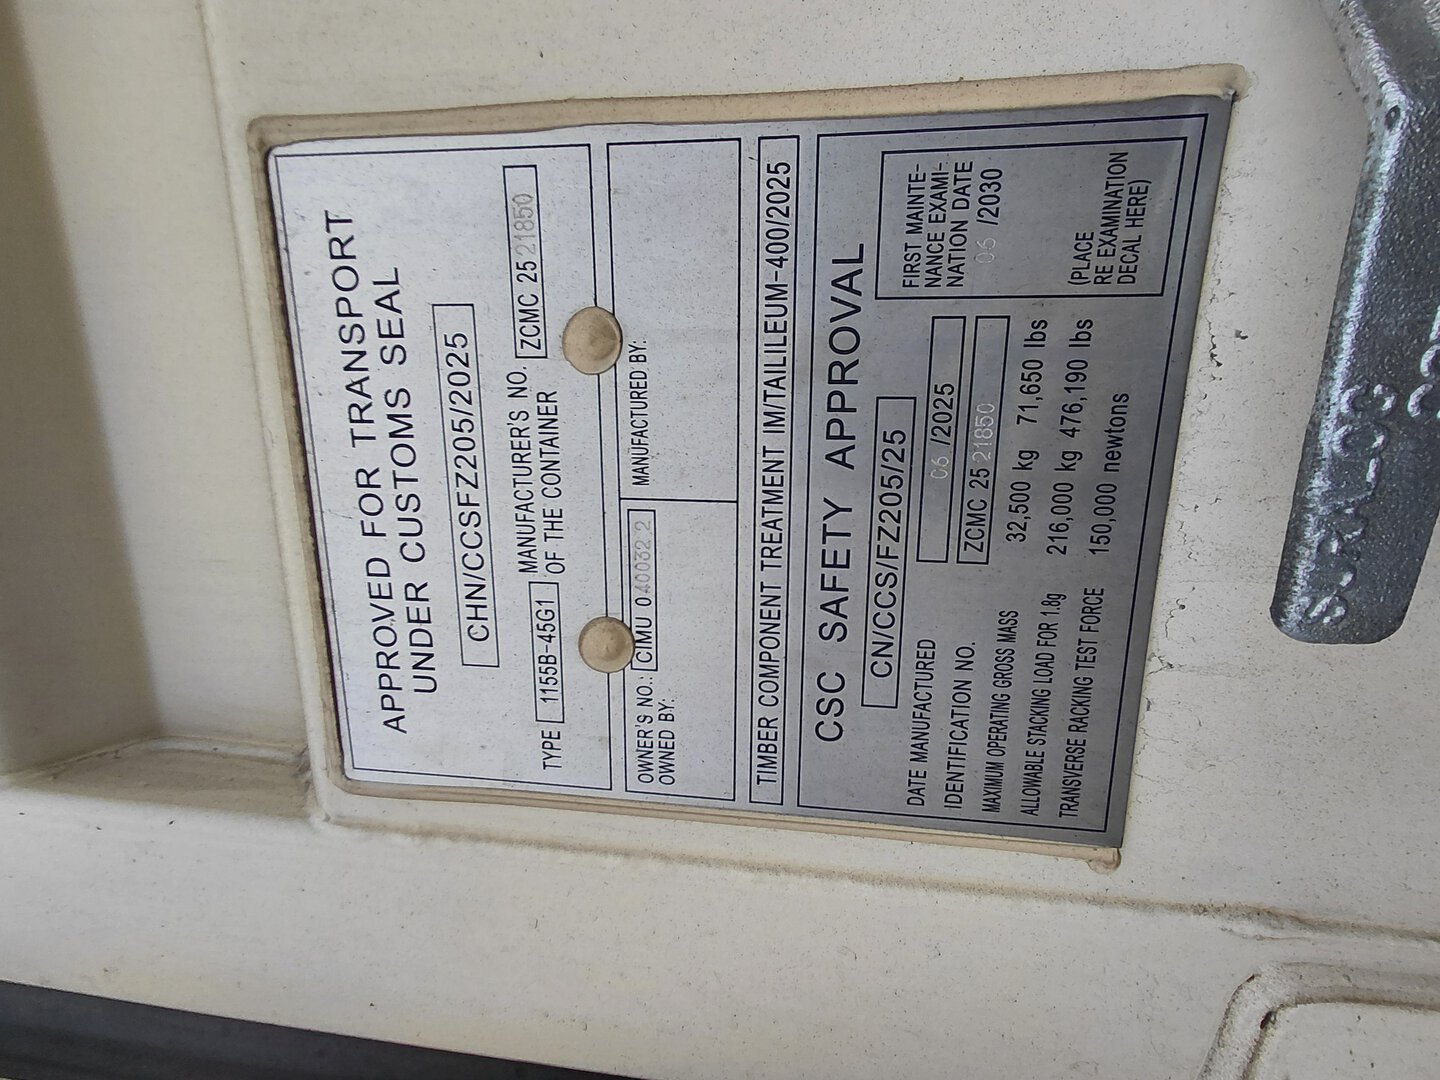 APPROVED FOR TRANSPORT
UNDER CUSTOMS SEAL
CHN/CCSFZ205/2025
TYPE 1155B-45G1 MANUFACTURER'S NO.
OF THE CONTAINER ZCMC 25 21850
OWNER'S NO.: CIMU 0
OWNED BY:
MANUFACTURED BY:
TIMBER COMPONENT TREATMENT IM/TAILILEUM-400/2025
CSC SAFETY APPROVAL
CN/CCS/FZ205/25
DATE MANUFACTURED 06 /2025
IDENTIFICATION NO. ZCMC 25 21850
MAXIMUM OPERATING GROSS MASS 32,500 kg 71,650 lbs
ALLOWABLE STACKING LOAD FOR 1.8g 216,000 kg 476,190 lbs
TRANSVERSE RACKING TEST FORCE 150,000 newtons
FIRST MAINTE-
NANCE EXAMI-
NATION DATE
06 /2030
(PLACE
RE EXAMINATION
DECAL HERE)